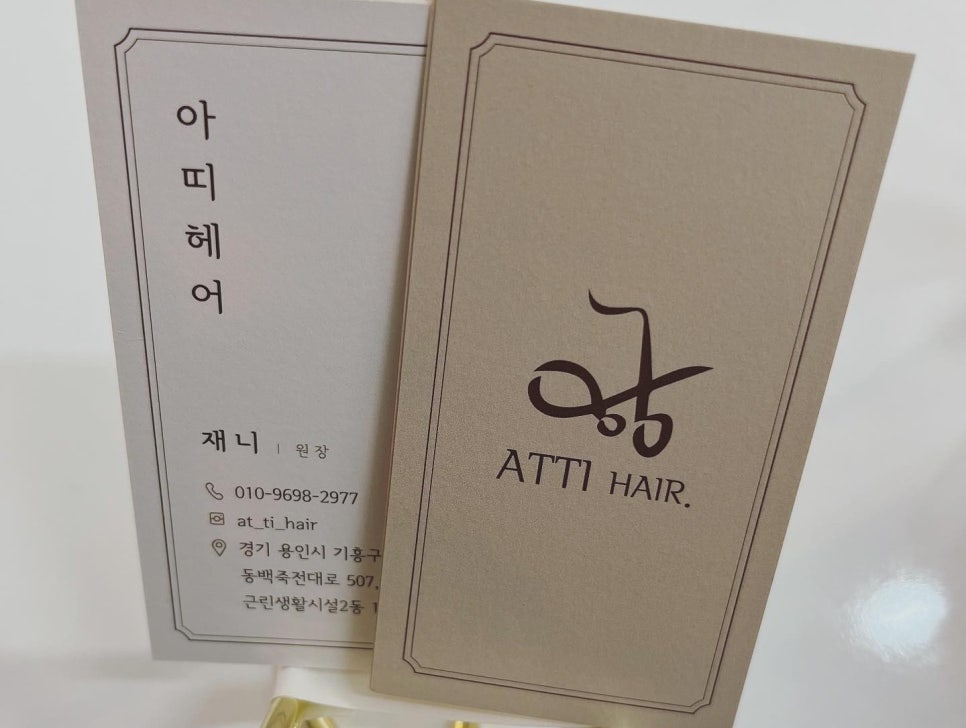 아
띠
헤
어
재니 | 원장
010-9698-2977
at_ti_hair
경기 용인시 기흥구
동백죽전대로 507,
근린생활시설2동 1
ATTI HAIR.